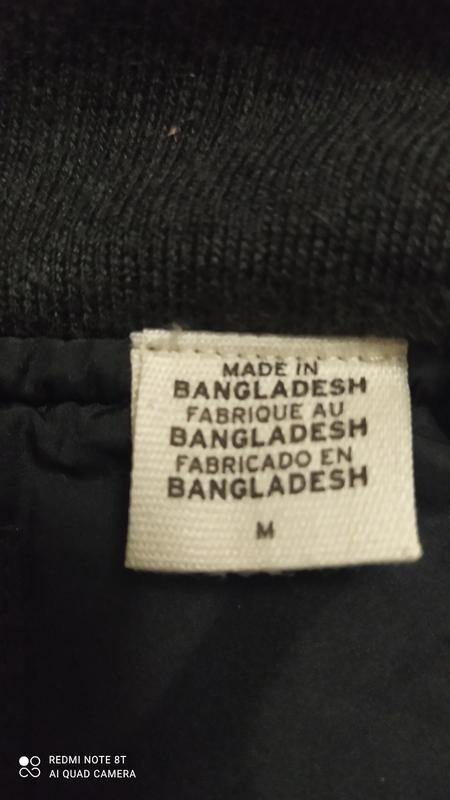 MADE IN
BANGLADESH
FABRIQUE AU
BANGLADESH
FABRICADO EN
BANGLADESH
M
REDMI NOTE 8T
AI QUAD CAMERA